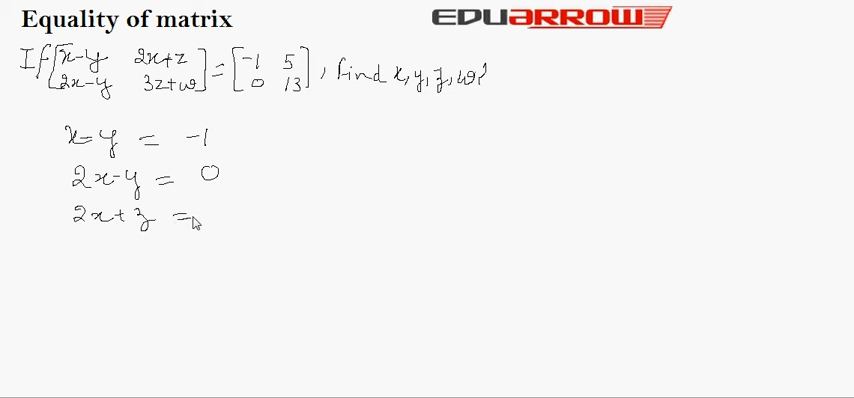 Equality of matrix
EDUARROW
If [x-y 2x+z] = [-1 5], find x, y, z, w?
[2x-y 3z+w] [0 13]
x-y = -1
2x-y = 0
2x+z =